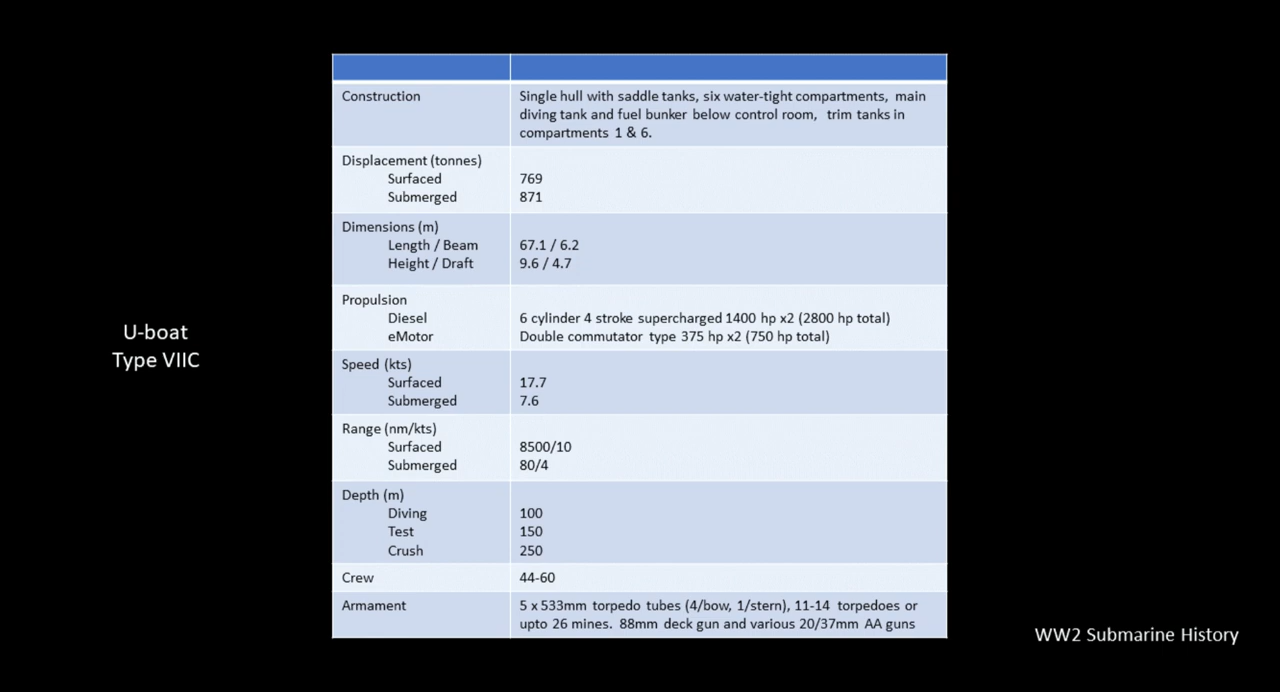 U-boat
Type VIIC
Construction
Single hull with saddle tanks, six water-tight compartments, main
diving tank and fuel bunker below control room, trim tanks in
compartments 1 & 6.
Displacement (tonnes)
Surfaced 769
Submerged 871
Dimensions (m)
Length / Beam 67.1 / 6.2
Height / Draft 9.6 / 4.7
Propulsion
Diesel 6 cylinder 4 stroke supercharged 1400 hp x2 (2800 hp total)
eMotor Double commutator type 375 hp x2 (750 hp total)
Speed (kts)
Surfaced 17.7
Submerged 7.6
Range (nm/kts)
Surfaced 8500/10
Submerged 80/4
Depth (m)
Diving 100
Test 150
Crush 250
Crew 44-60
Armament 5 x 533mm torpedo tubes (4/bow, 1/stern), 11-14 torpedoes or
upto 26 mines. 88mm deck gun and various 20/37mm AA guns
WW2 Submarine History